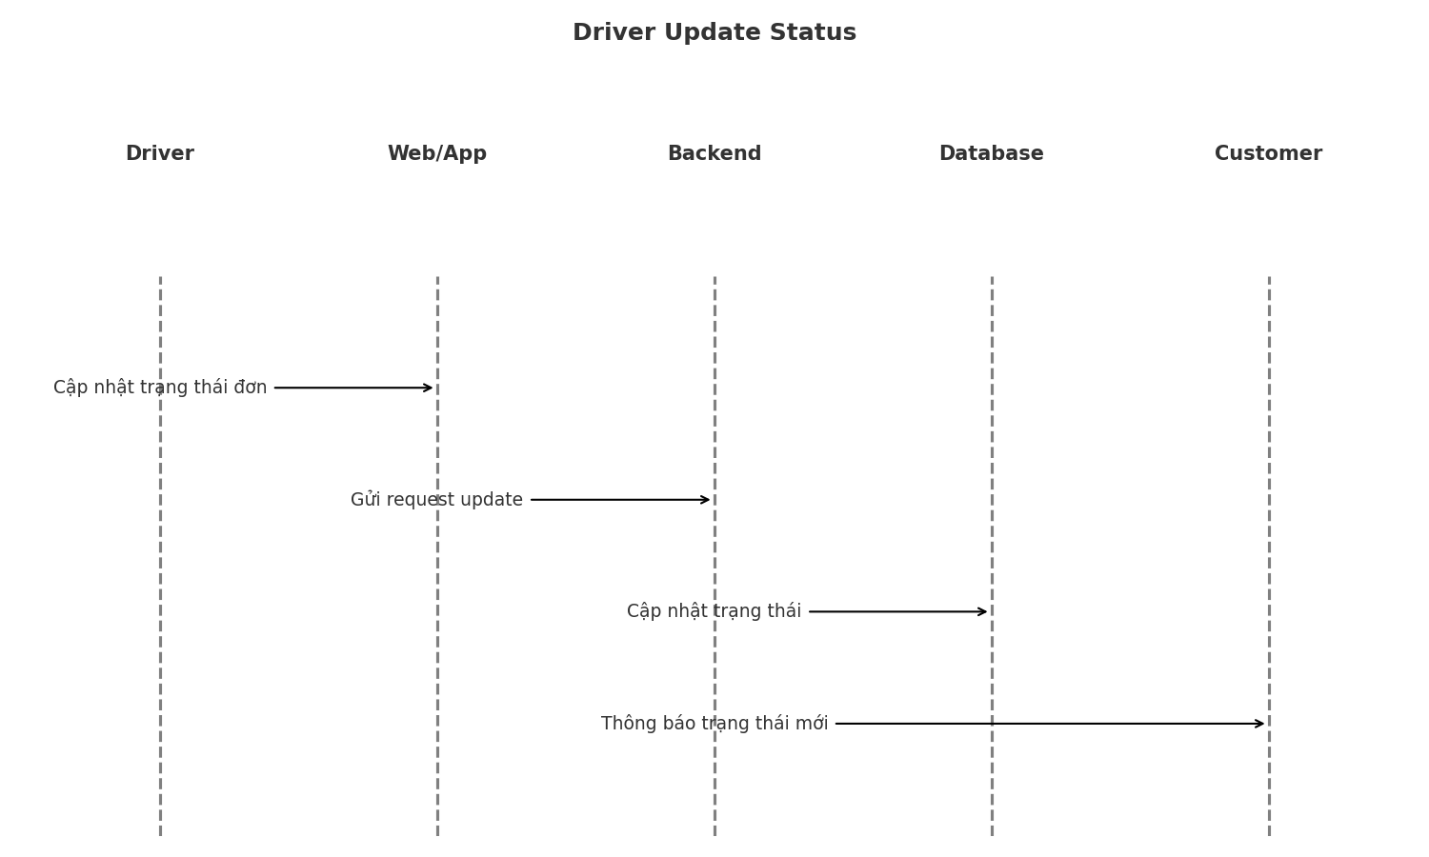 Driver Update Status
Driver
Web/App
Backend
Database
Customer
Cập nhật trạng thái đơn
Gửi request update
Cập nhật trạng thái
Thông báo trạng thái mới